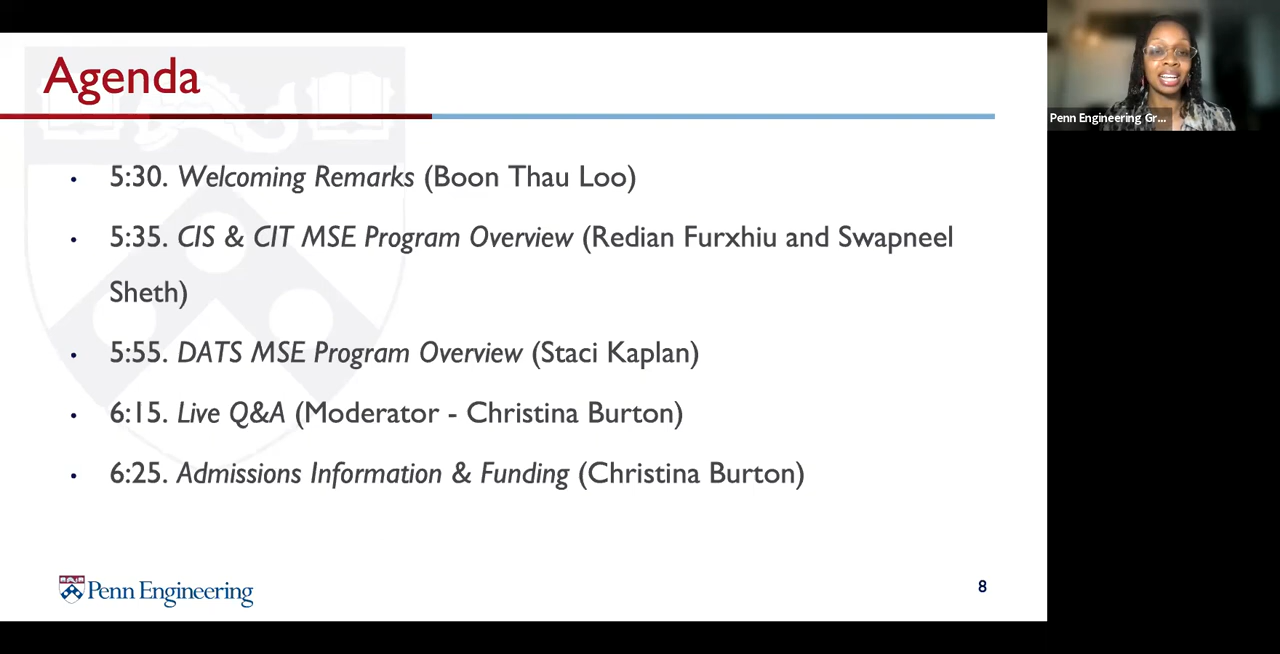 Agenda
Penn Engineering Gr...
• 5:30. Welcoming Remarks (Boon Thau Loo)
• 5:35. CIS & CIT MSE Program Overview (Redian Furxhiu and Swapneel
Sheth)
• 5:55. DATS MSE Program Overview (Staci Kaplan)
• 6:15. Live Q&A (Moderator - Christina Burton)
• 6:25. Admissions Information & Funding (Christina Burton)
Penn Engineering
8